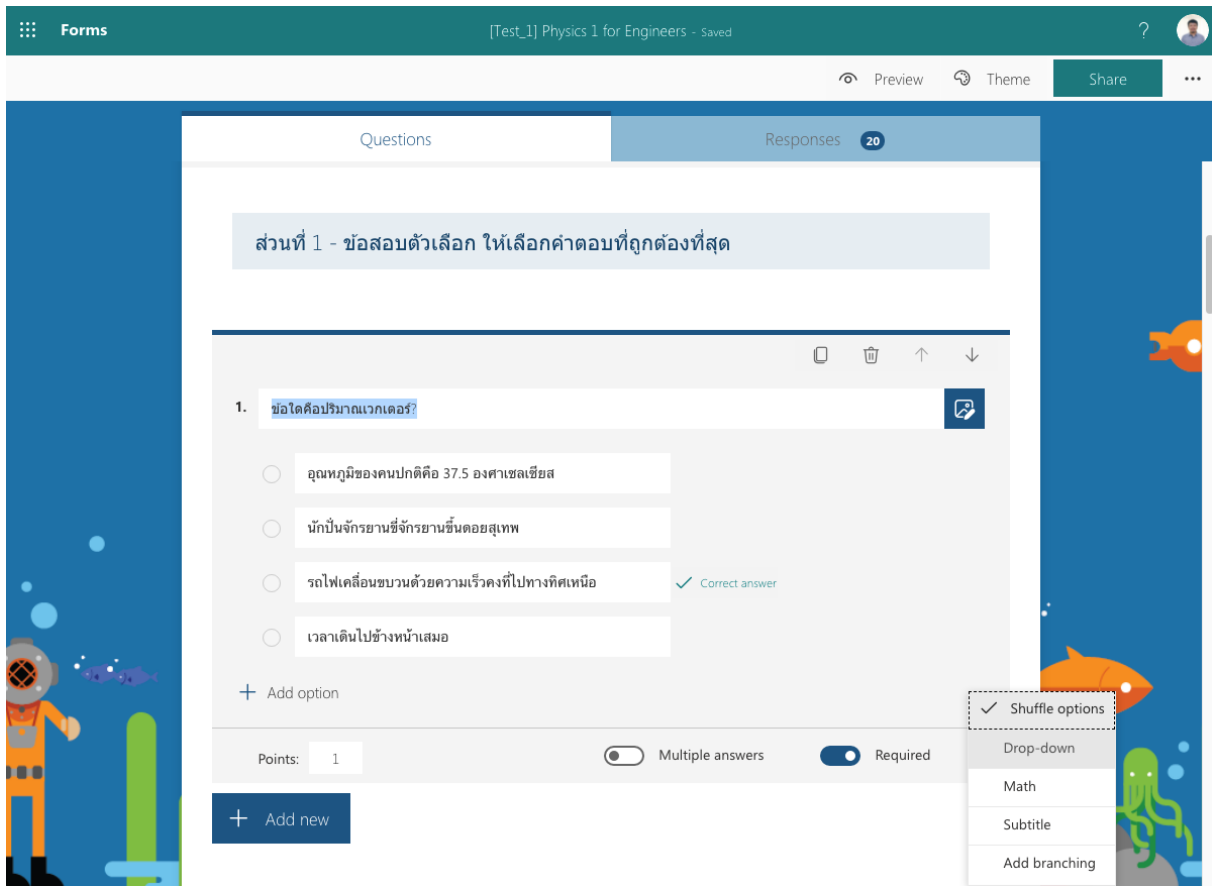 Forms
[Test_1] Physics 1 for Engineers - Saved
?
Preview
Theme
Share
Questions
Responses 20
ส่วนที่ 1 - ข้อสอบตัวเลือก ให้เลือกคำตอบที่ถูกต้องที่สุด
1. ข้อใดคือปริมาณเวกเตอร์?
อุณหภูมิของคนปกติคือ 37.5 องศาเซลเซียส
นักปั่นจักรยานขี่จักรยานขึ้นดอยสุเทพ
รถไฟเคลื่อนขบวนด้วยความเร็วคงที่ไปทางทิศเหนือ
Correct answer
เวลาเดินไปข้างหน้าเสมอ
Add option
Shuffle options
Drop-down
Math
Subtitle
Add branching
Points: 1
Multiple answers
Required
Add new